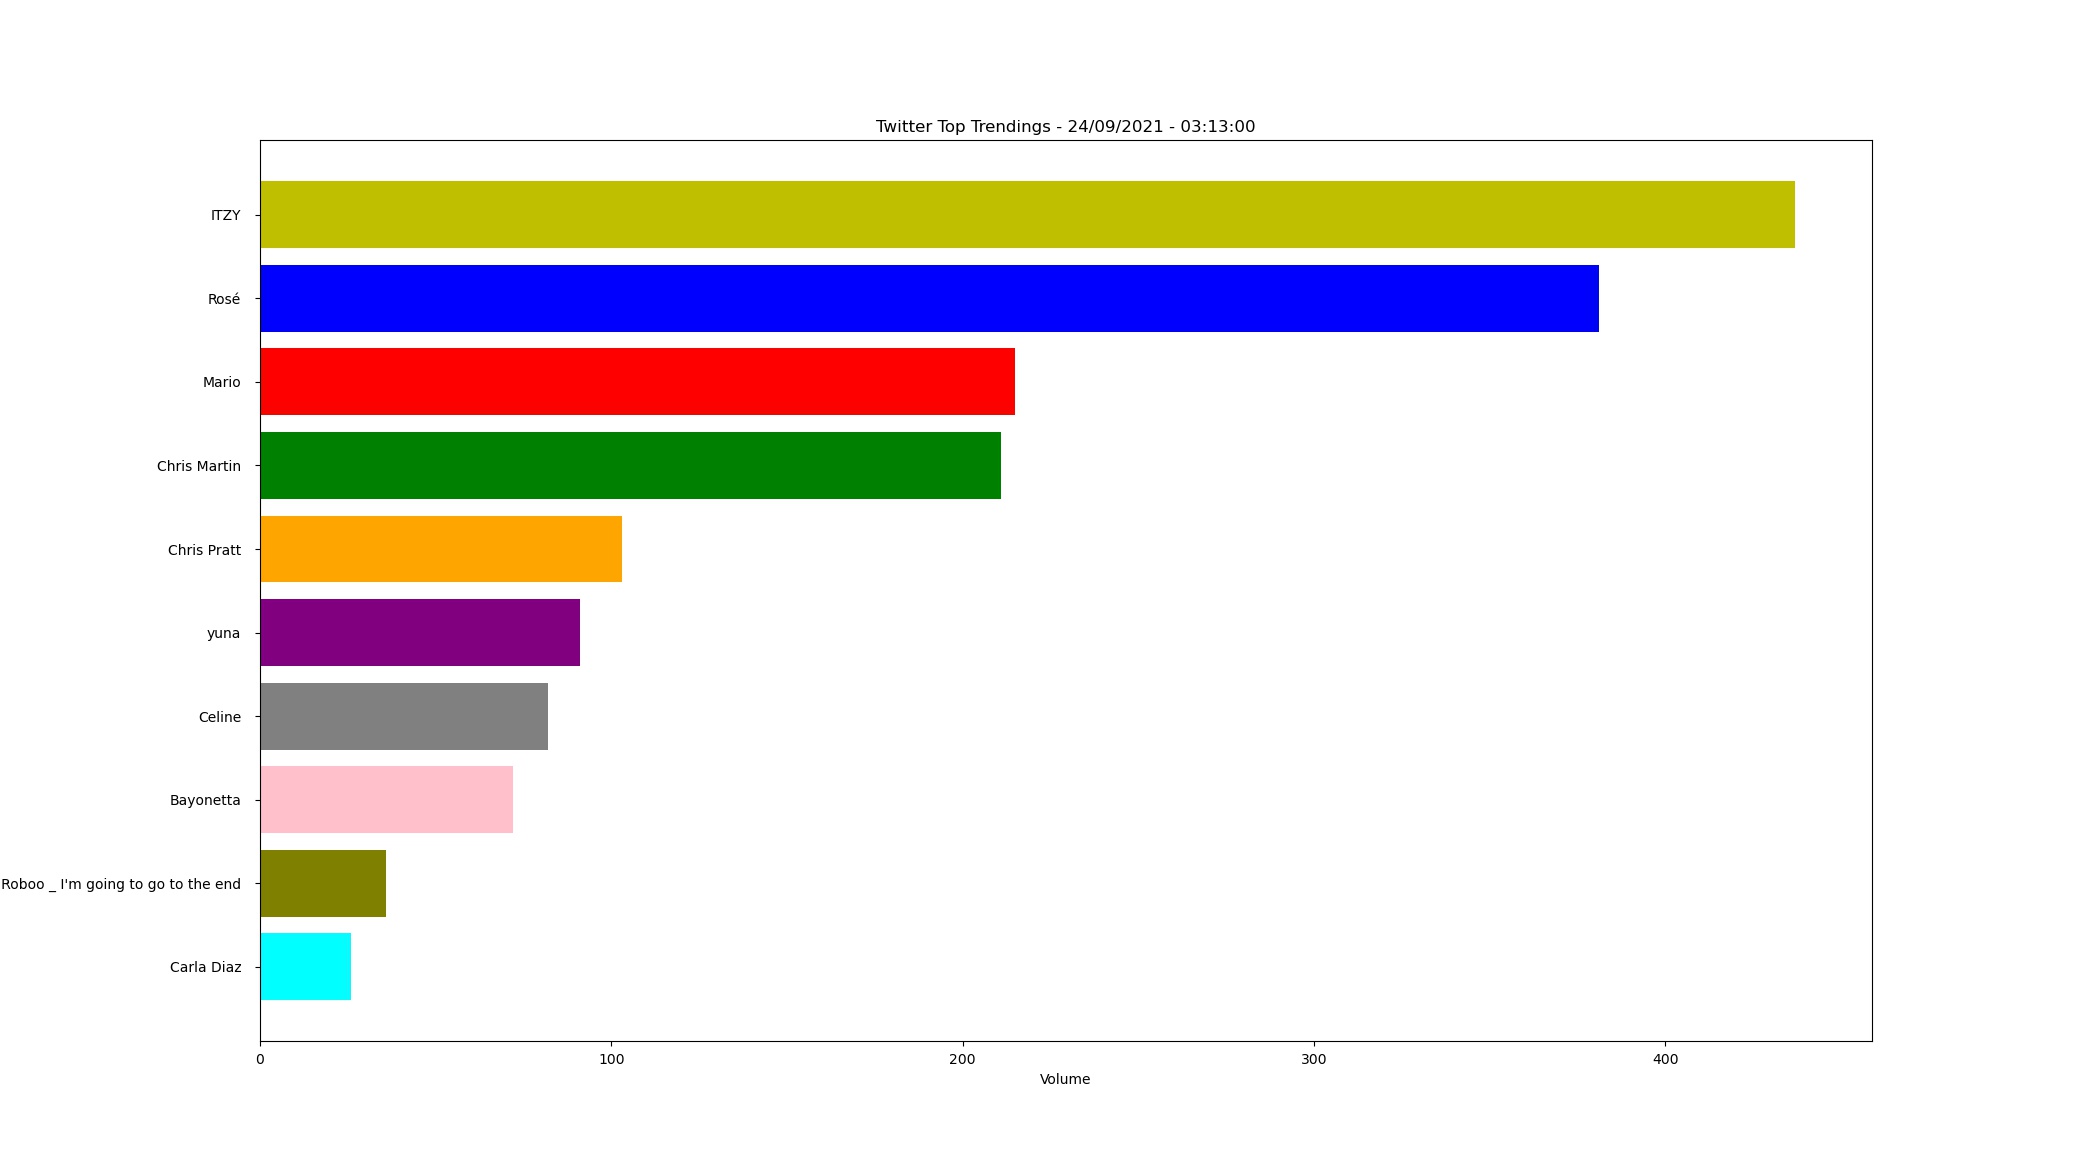 Twitter Top Trendings - 24/09/2021 - 03:13:00
ITZY
Rosé
Mario
Chris Martin
Chris Pratt
yuna
Celine
Bayonetta
Roboo _ I'm going to go to the end
Carla Diaz
0 100 200 300 400
Volume